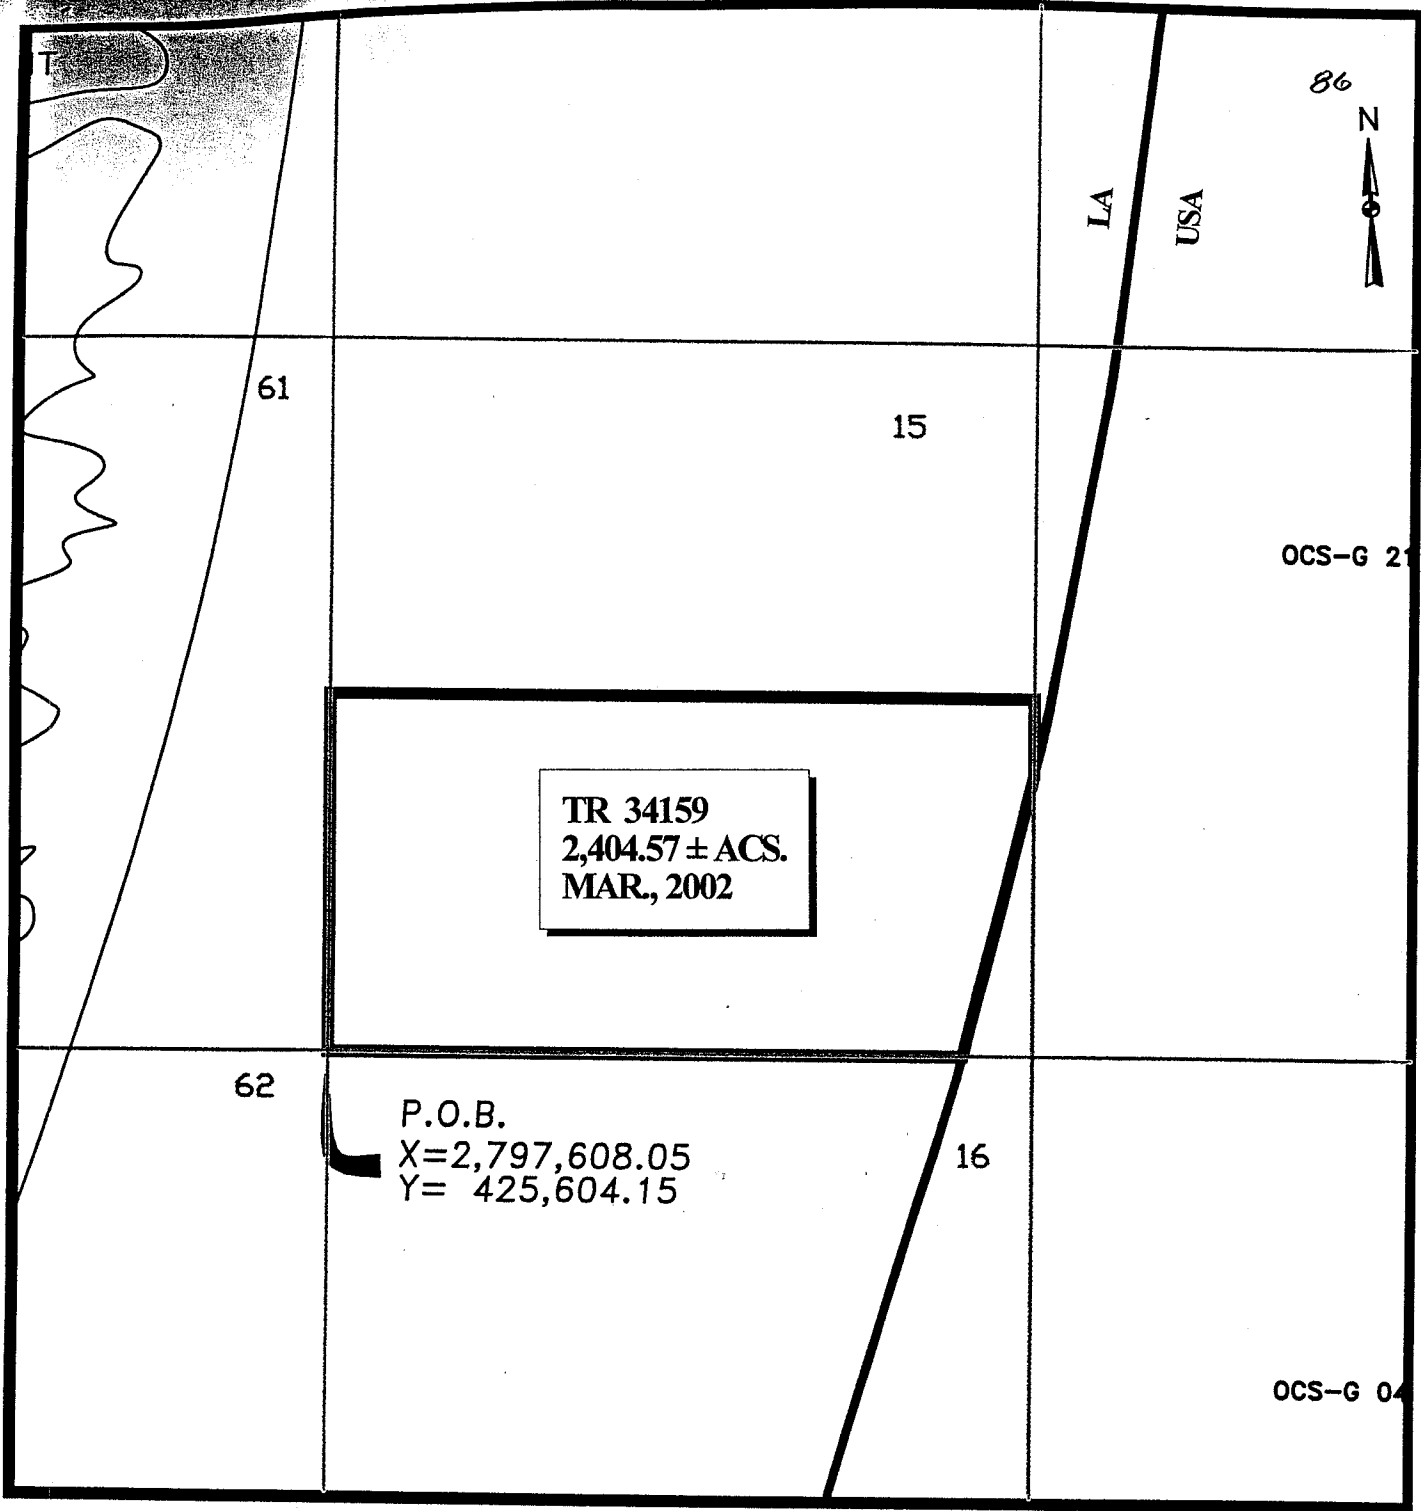 T
86
N
LA
USA
61
15
OCS-G 21
TR 34159
2,404.57 ± ACS.
MAR., 2002
62
P.O.B.
X=2,797,608.05
Y= 425,604.15
16
OCS-G 04